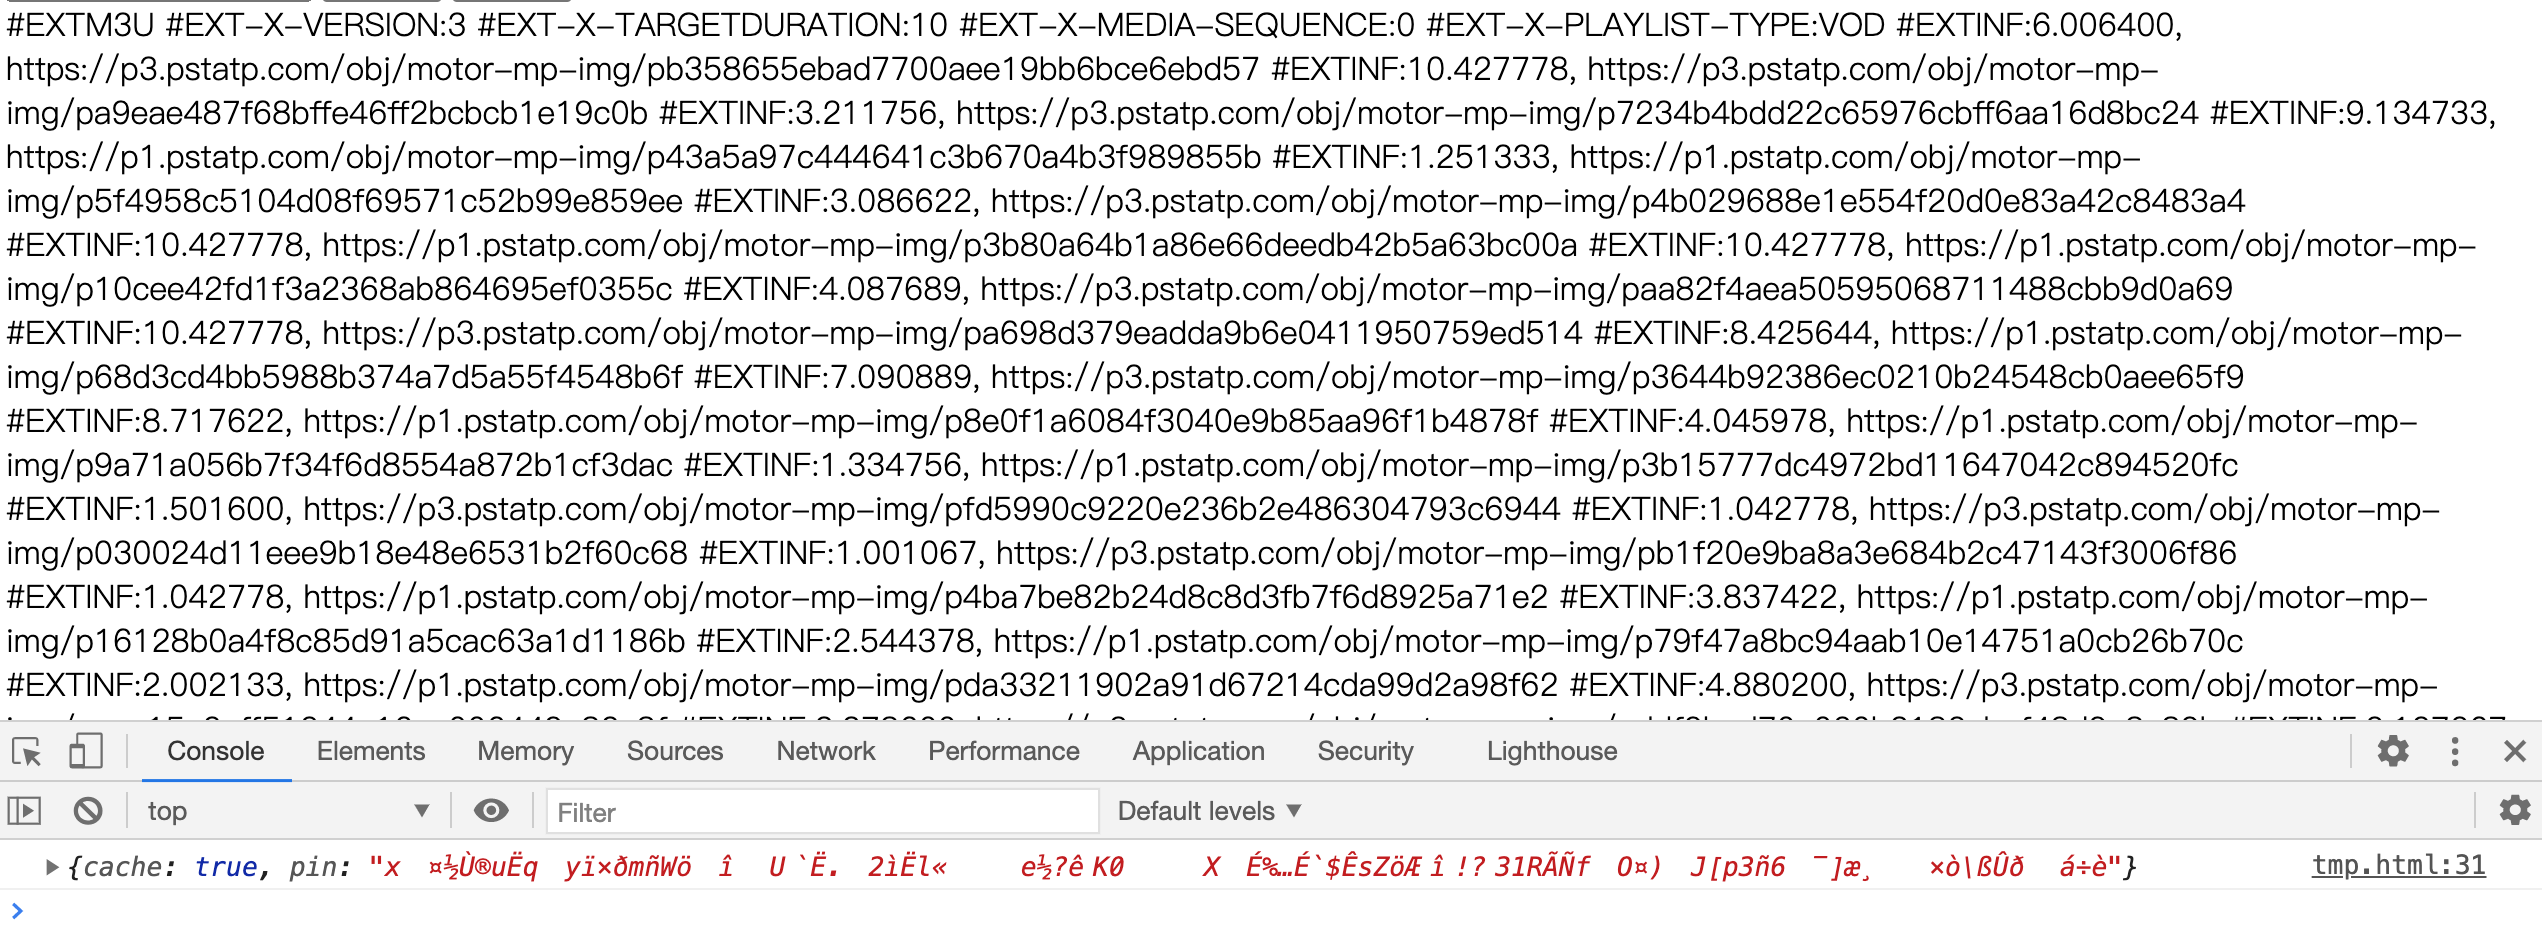 #EXTM3U #EXT-X-VERSION:3 #EXT-X-TARGETDURATION:10 #EXT-X-MEDIA-SEQUENCE:0 #EXT-X-PLAYLIST-TYPE:VOD #EXTINF:6.006400,
https://p3.pstatp.com/obj/motor-mp-img/pb358655ebad7700aee19bb6bce6ebd57 #EXTINF:10.427778, https://p3.pstatp.com/obj/motor-mp-
img/pa9eae487f68bffe46ff2bcbcb1e19c0b #EXTINF:3.211756, https://p3.pstatp.com/obj/motor-mp-img/p7234b4bdd22c65976cbff6aa16d8bc24 #EXTINF:9.134733,
https://p1.pstatp.com/obj/motor-mp-img/p43a5a97c444641c3b670a4b3f989855b #EXTINF:1.251333, https://p1.pstatp.com/obj/motor-mp-
img/p5f4958c5104d08f69571c52b99e859ee #EXTINF:3.086622, https://p3.pstatp.com/obj/motor-mp-img/p4b029688e1e554f20d0e83a42c8483a4
#EXTINF:10.427778, https://p1.pstatp.com/obj/motor-mp-img/p3b80a64b1a86e66deedb42b5a63bc00a #EXTINF:10.427778, https://p1.pstatp.com/obj/motor-mp-
img/p10cee42fd1f3a2368ab864695ef0355c #EXTINF:4.087689, https://p3.pstatp.com/obj/motor-mp-img/paa82f4aea50595068711488cbb9d0a69
#EXTINF:10.427778, https://p3.pstatp.com/obj/motor-mp-img/pa698d379eadda9b6e0411950759ed514 #EXTINF:8.425644, https://p1.pstatp.com/obj/motor-mp-
img/p68d3cd4bb5988b374a7d5a55f4548b6f #EXTINF:7.090889, https://p3.pstatp.com/obj/motor-mp-img/p3644b92386ec0210b24548cb0aee65f9
#EXTINF:8.717622, https://p1.pstatp.com/obj/motor-mp-img/p8e0f1a6084f3040e9b85aa96f1b4878f #EXTINF:4.045978, https://p1.pstatp.com/obj/motor-mp-
img/p9a71a056b7f34f6d8554a872b1cf3dac #EXTINF:1.334756, https://p1.pstatp.com/obj/motor-mp-img/p3b15777dc4972bd11647042c894520fc
#EXTINF:1.501600, https://p3.pstatp.com/obj/motor-mp-img/pfd5990c9220e236b2e486304793c6944 #EXTINF:1.042778, https://p3.pstatp.com/obj/motor-mp-
img/p030024d11eee9b18e48e6531b2f60c68 #EXTINF:1.001067, https://p3.pstatp.com/obj/motor-mp-img/pb1f20e9ba8a3e684b2c47143f3006f86
#EXTINF:1.042778, https://p1.pstatp.com/obj/motor-mp-img/p4ba7be82b24d8c8d3fb7f6d8925a71e2 #EXTINF:3.837422, https://p1.pstatp.com/obj/motor-mp-
img/p16128b0a4f8c85d91a5cac63a1d1186b #EXTINF:2.544378, https://p1.pstatp.com/obj/motor-mp-img/p79f47a8bc94aab10e14751a0cb26b70c
#EXTINF:2.002133, https://p1.pstatp.com/obj/motor-mp-img/pda33211902a91d67214cda99d2a98f62 #EXTINF:4.880200, https://p3.pstatp.com/obj/motor-mp-
Console Elements Memory Sources Network Performance Application Security Lighthouse
top Filter Default levels
{cache: true, pin: "x ¤½Ù®uËq yï×ðmñWö î U `Ë. 2ìËl« e½?ê K0 X É‰…É`$ÊsZöÆ î !? 31RÃÑf O¤) J[p3ñ6 ¯]æ¸ ×ò\ßÛð á÷è"} tmp.html:31